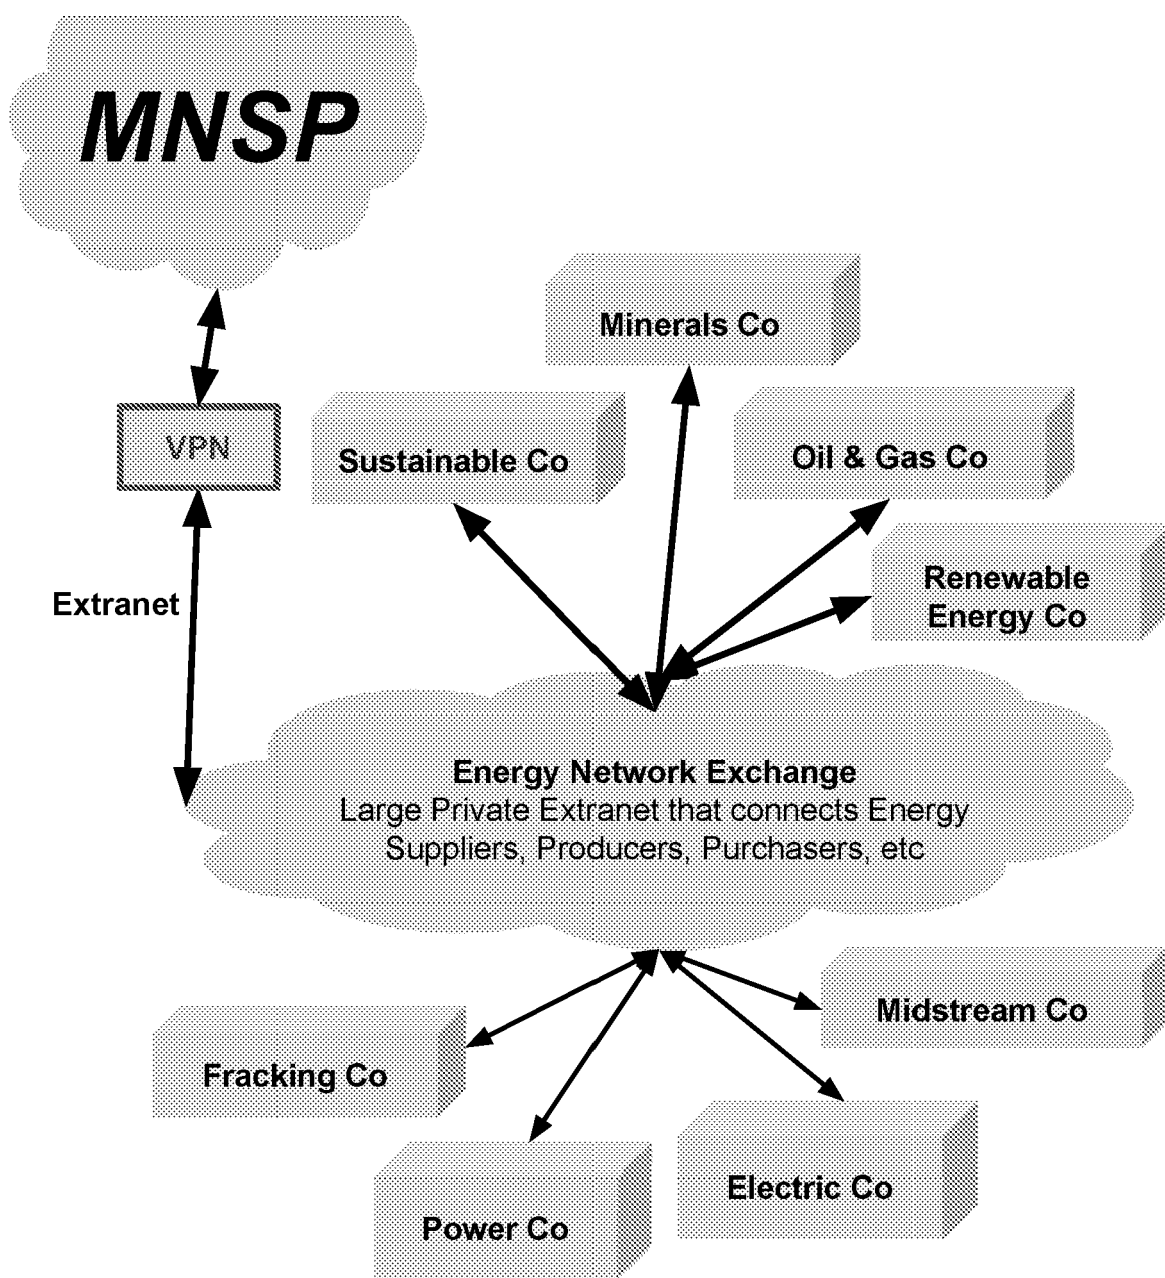 MNSP
Minerals Co
VPN
Sustainable Co
Oil & Gas Co
Renewable
Energy Co
Extranet
Energy Network Exchange
Large Private Extranet that connects Energy
Suppliers, Producers, Purchasers, etc
Midstream Co
Fracking Co
Electric Co
Power Co